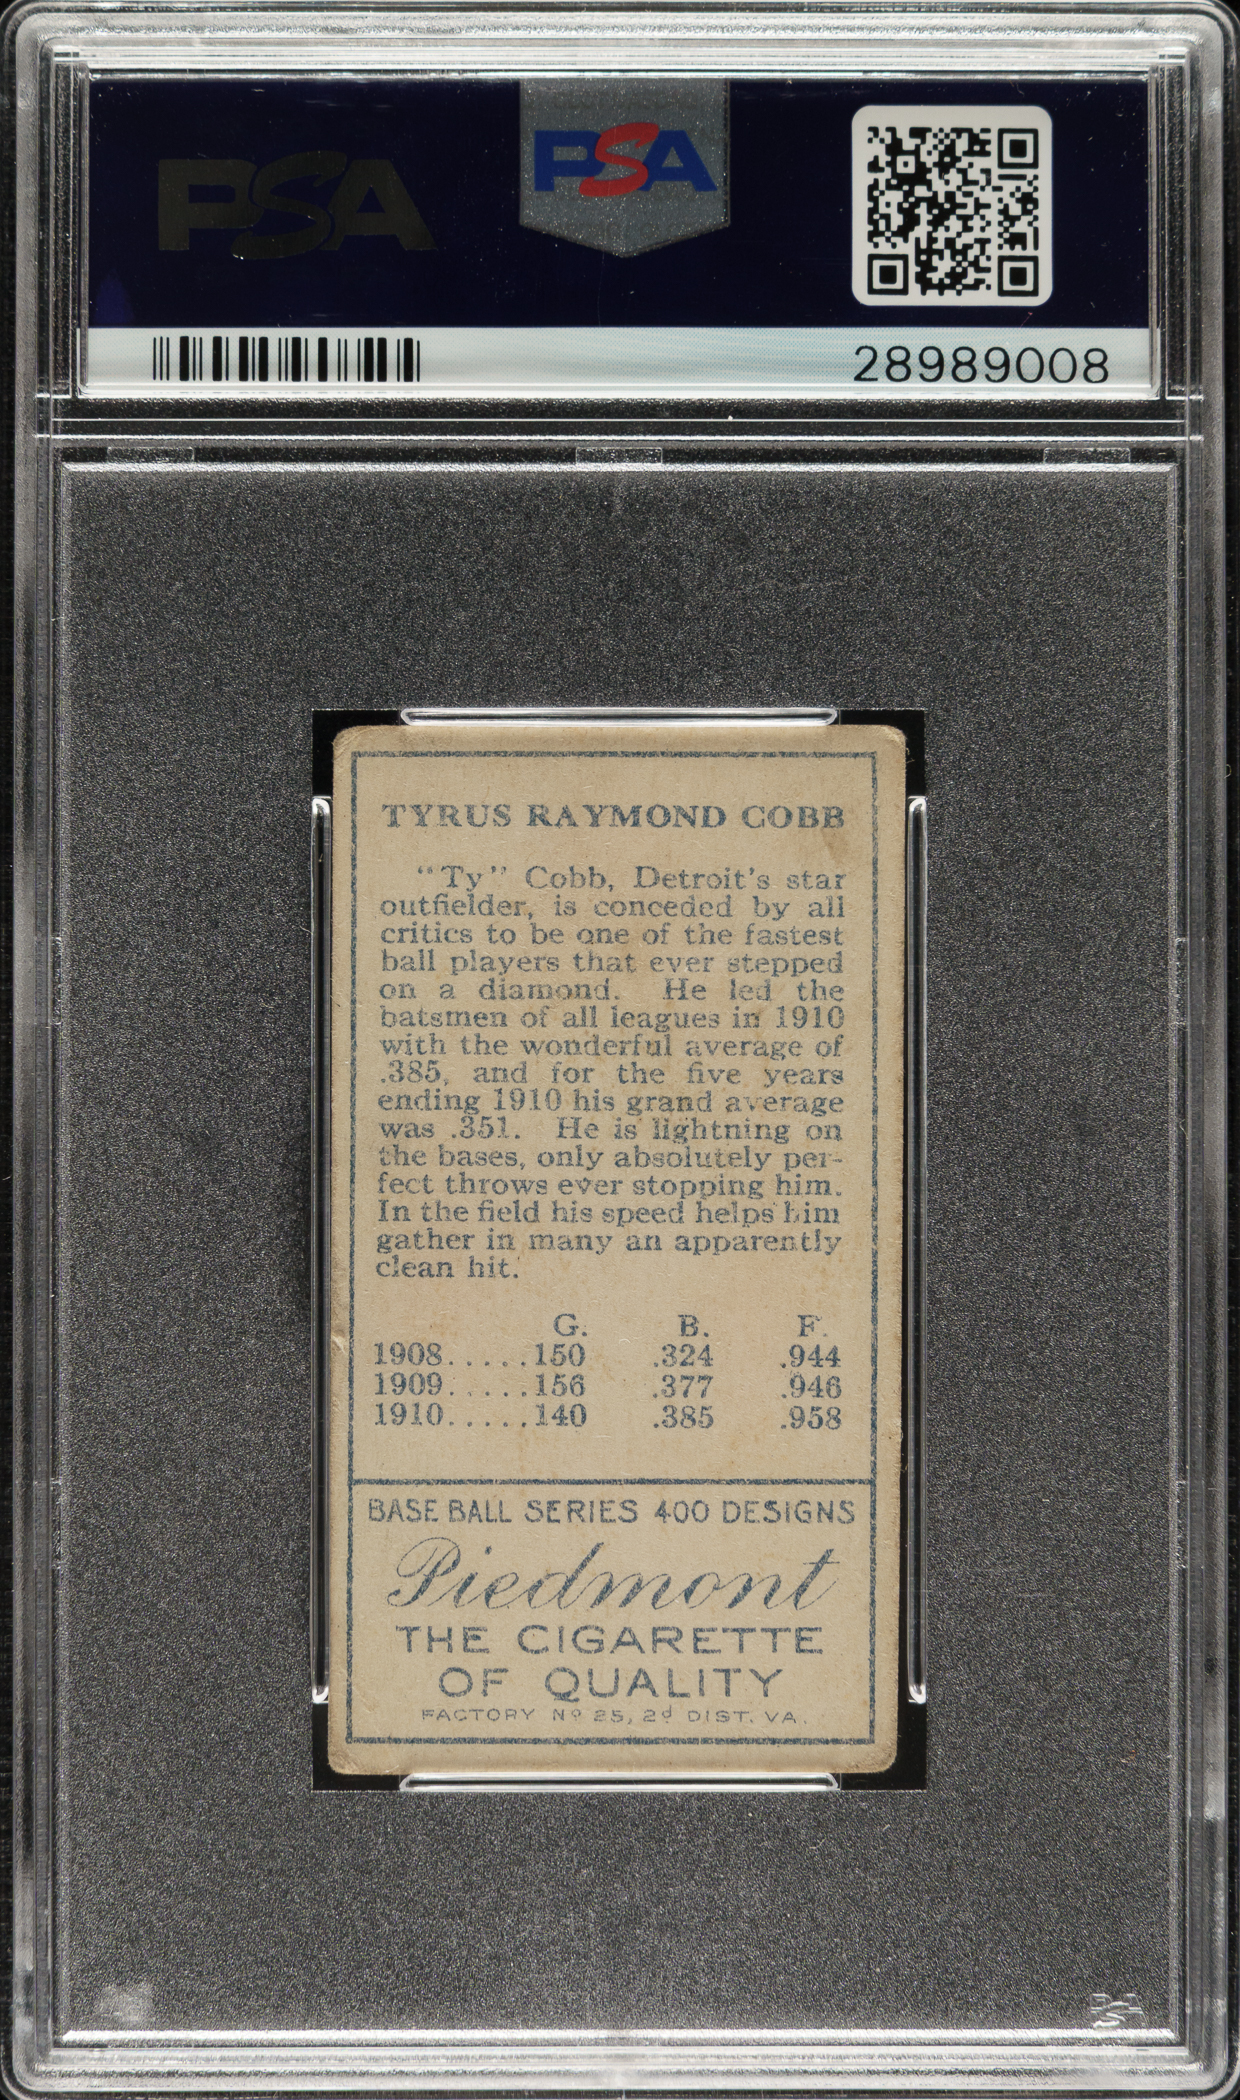 PSA
PSA
28989008
TYRUS RAYMOND COBB
"Ty" Cobb, Detroit's star
outfielder, is conceded by all
critics to be one of the fastest
ball players that ever stepped
on a diamond. He led the
batsmen of all leagues in 1910
with the wonderful average of
.385, and for the five years
ending 1910 his grand average
was .351. He is lightning on
the bases, only absolutely per-
fect throws ever stopping him.
In the field his speed helps him
gather in many an apparently
clean hit.
G. B. F.
1908.....150 .324 .944
1909.....156 .377 .946
1910.....140 .385 .958
BASE BALL SERIES 400 DESIGNS
Piedmont
THE CIGARETTE
OF QUALITY
FACTORY No 25, 2d DIST. VA.
PSA